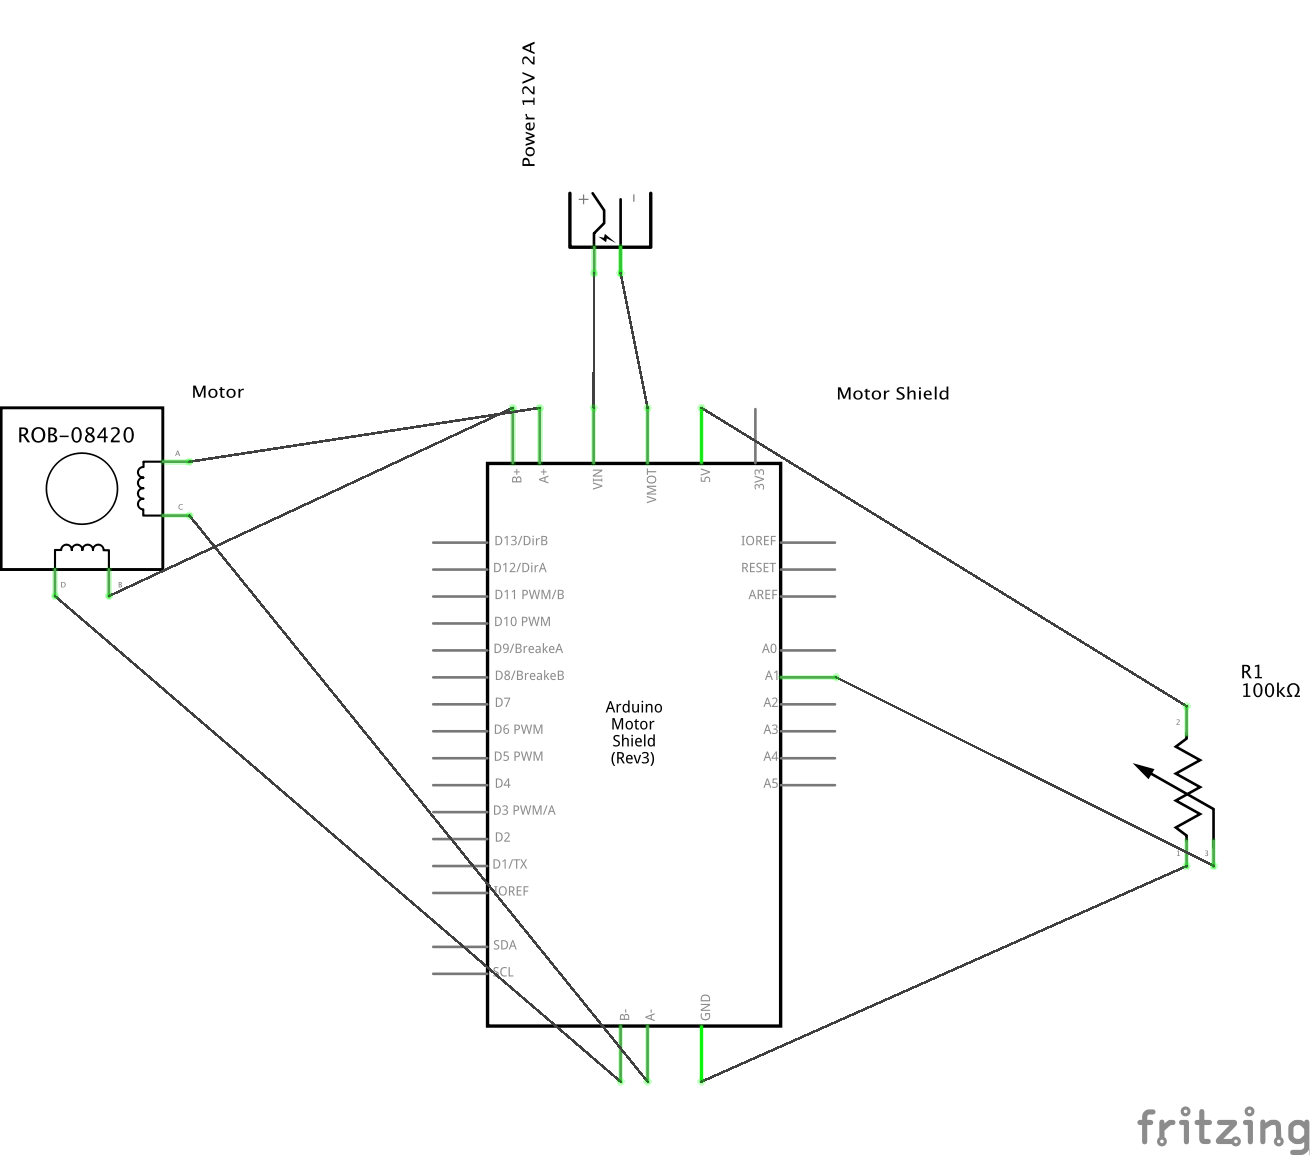 Power 12V 2A
+ -
Motor
Motor Shield
ROB-08420
A
C
D
B
B+
A+
VIN
VMOT
5V
3V3
D13/DirB
D12/DirA
D11 PWM/B
D10 PWM
D9/BreakeA
D8/BreakeB
D7
D6 PWM
D5 PWM
D4
D3 PWM/A
D2
D1/TX
IOREF
SDA
SCL
Arduino
Motor
Shield
(Rev3)
IOREF
RESET
AREF
A0
A1
A2
A3
A4
A5
B-
A-
GND
R1
100kΩ
2
1
3
fritzing